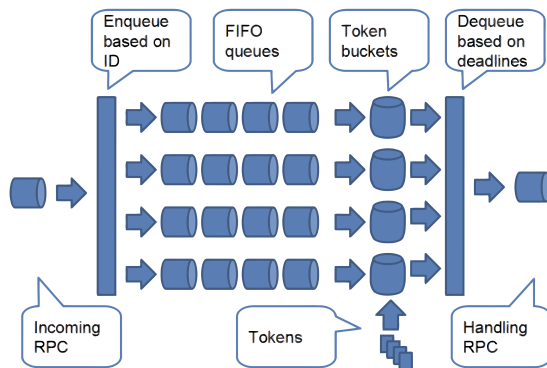 Enqueue
based on
ID
FIFO
queues
Token
buckets
Dequeue
based on
deadlines
Incoming
RPC
Tokens
Handling
RPC